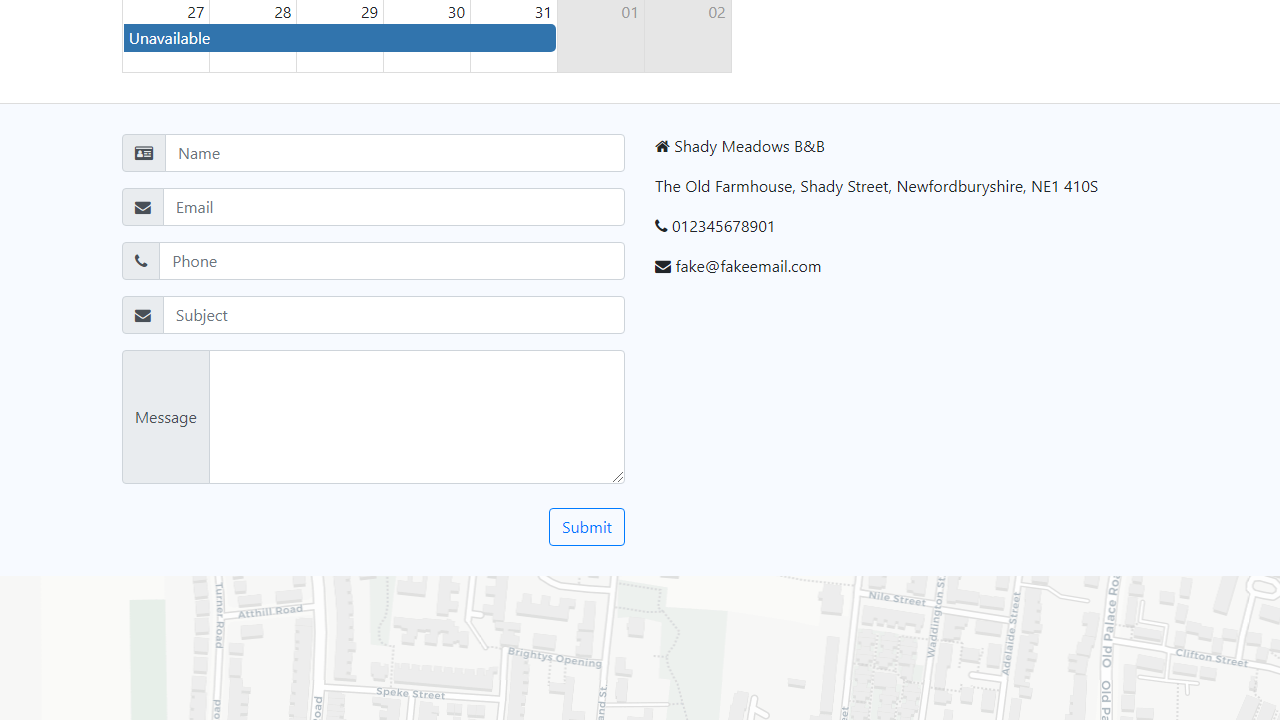 27 28 29 30 31 01 02
Unavailable
Name
Email
Phone
Subject
Message
Submit
Shady Meadows B&B
The Old Farmhouse, Shady Street, Newfordburyshire, NE1 410S
012345678901
fake@fakeemail.com
Atthill Road
Turner Road
Brightys Opening
Speke Street
Nile Street
Waddington St
Adelaide Street
Old Palace Roa
Clifton Street